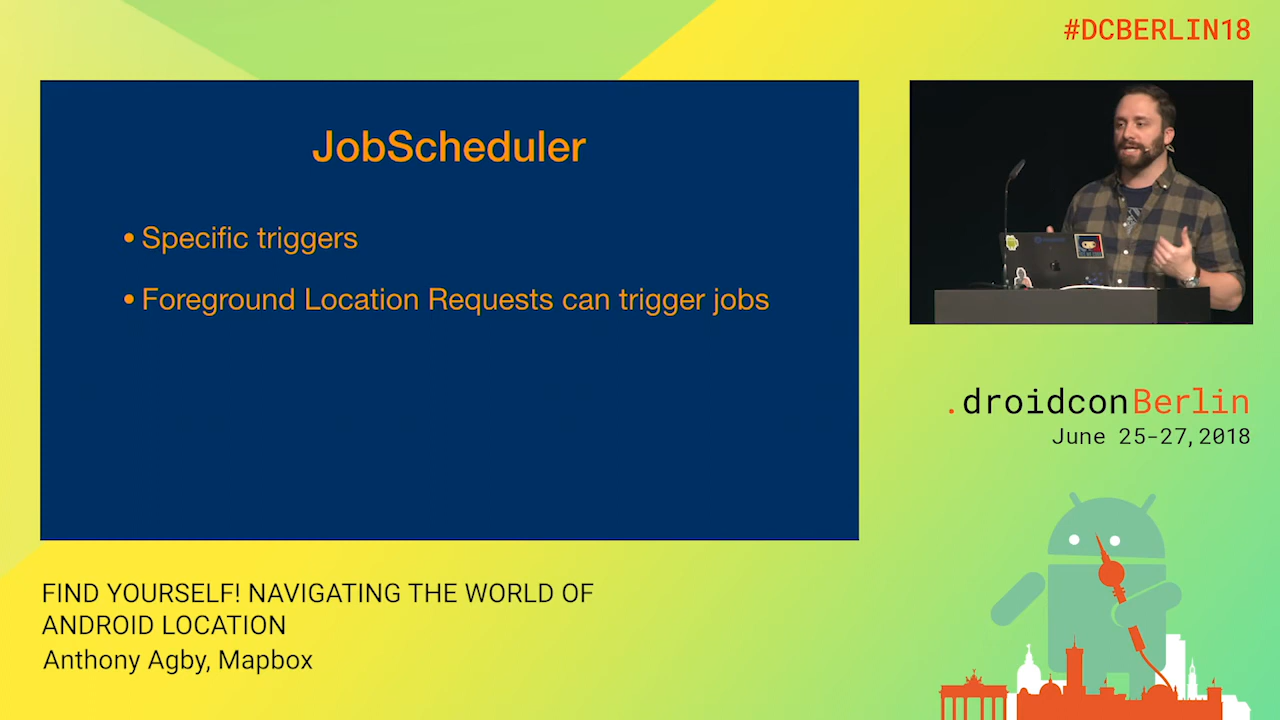 #DCBERLIN18
JobScheduler
• Specific triggers
• Foreground Location Requests can trigger jobs
.droidconBerlin
June 25-27, 2018
FIND YOURSELF! NAVIGATING THE WORLD OF
ANDROID LOCATION
Anthony Agby, Mapbox